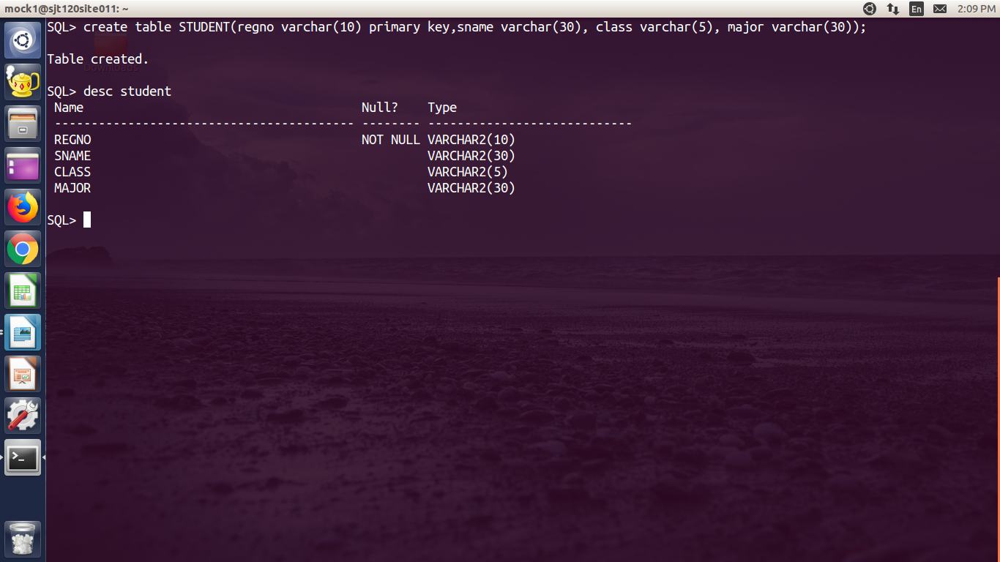 mock1@sjt120site011: ~
En
2:09 PM
SQL> create table STUDENT(regno varchar(10) primary key,sname varchar(30), class varchar(5), major varchar(30));
Table created.
Downloads
SQL> desc student
Name Null? Type
----------------------------------------- -------- ----------------------------
REGNO NOT NULL VARCHAR2(10)
SNAME VARCHAR2(30)
CLASS VARCHAR2(5)
MAJOR VARCHAR2(30)
SQL>